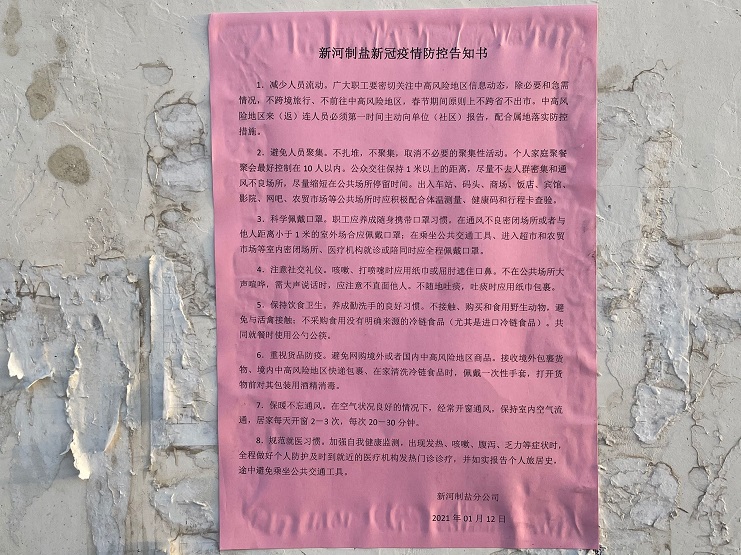 新河制盐新冠疫情防控告知书
1、减少人员流动。广大职工要密切关注中高风险地区信息动态，除必要和急需
情况，不跨境旅行、不前往中高风险地区，春节期间原则上不跨省不出市。中高风
险地区来（返）连人员必须第一时间主动向单位（社区）报告，配合属地落实防控
措施。
2、避免人员聚集。不扎堆，不聚集，取消不必要的聚集性活动。个人家庭聚餐
聚会最好控制在 10 人以内。公众交往保持 1 米以上的距离，尽量不去人群密集和通
风不良场所，尽量缩短在公共场所停留时间。出入车站、码头、商场、饭店、宾馆、
影院、网吧、农贸市场等公共场所时应积极配合体温测量、健康码和行程卡查验。
3、科学佩戴口罩。职工应养成随身携带口罩习惯，在通风不良密闭场所或者与
他人距离小于 1 米的室外场合应佩戴口罩；在乘坐公共交通工具、进入超市和农贸
市场等室内密闭场所、医疗机构就诊或陪同时应全程佩戴口罩。
4、注意社交礼仪。咳嗽、打喷嚏时应用纸巾或屈肘遮住口鼻。不在公共场所大
声喧哗，需大声说话时，应注意不直面他人。不随地吐痰，吐痰时应用纸巾包裹。
5、保持饮食卫生。养成勤洗手的良好习惯。不接触、购买和食用野生动物，避
免与活禽接触；不采购食用没有明确来源的冷链食品（尤其是进口冷链食品）。共
同就餐时使用公勺公筷。
6、重视货品防疫。避免网购境外或者国内中高风险地区商品。接收境外包裹货
物、境内中高风险地区快递包裹、在家清洗冷链食品时，佩戴一次性手套，打开货
物前对其包装用酒精消毒。
7、保暖不忘通风。在空气状况良好的情况下，经常开窗通风，保持室内空气流
通，居家每天开窗 2—3 次，每次 20—30 分钟。
8、规范就医习惯。加强自我健康监测，出现发热、咳嗽、腹泻、乏力等症状时，
全程做好个人防护及时到就近的医疗机构发热门诊诊疗，并如实报告个人旅居史，
途中避免乘坐公共交通工具。
新河制盐分公司
2021 年 01 月 12 日